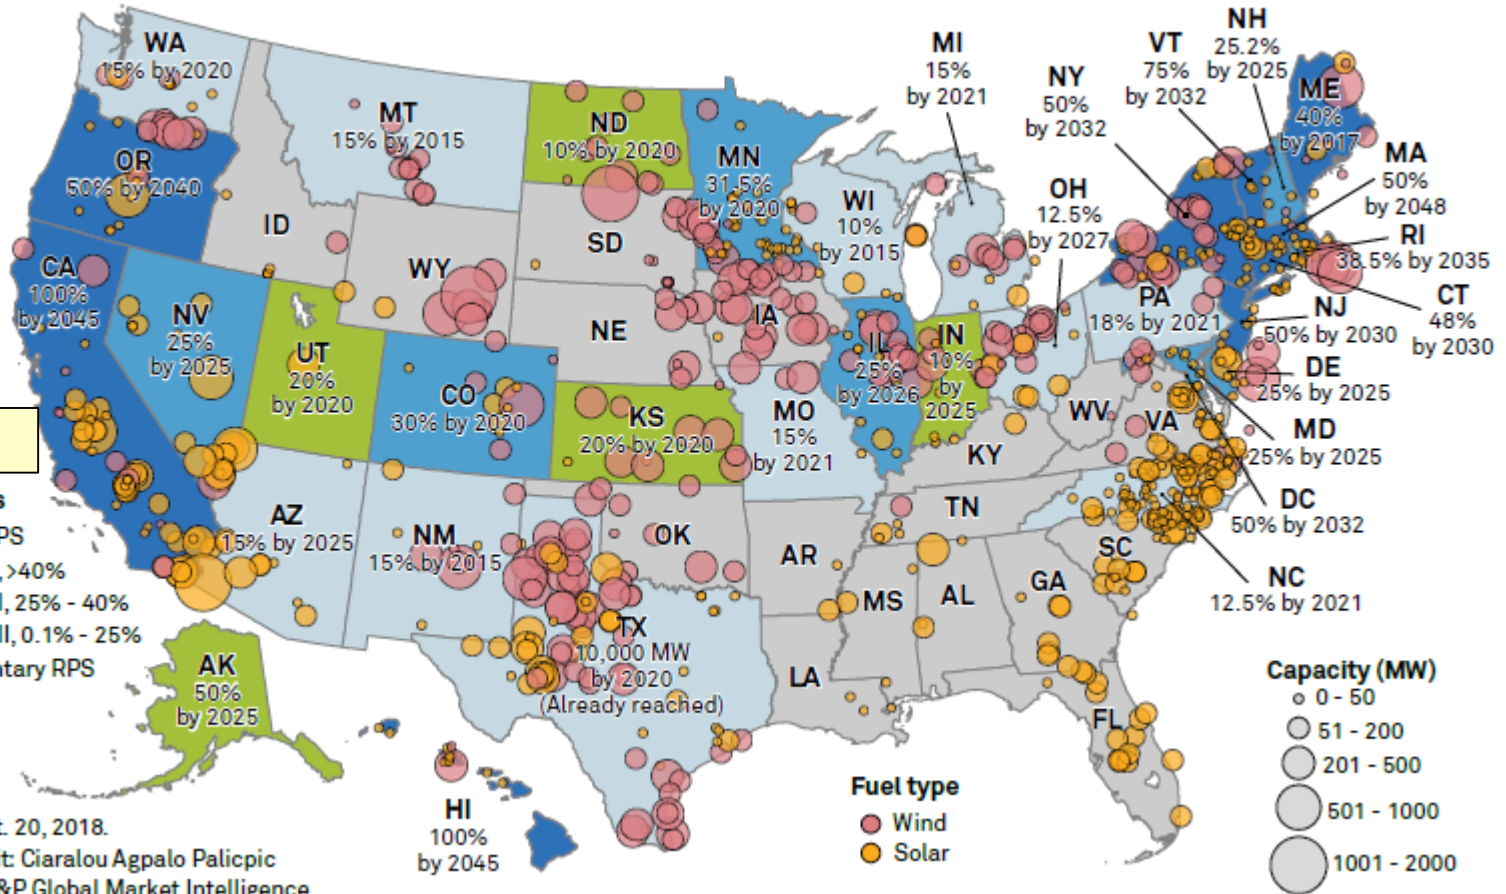 WA
15% by 2020
MT
15% by 2015
ND
10% by 2020
MN
31.5%
by 2020
MI
15%
by 2021
NY
50%
by 2032
VT
75%
by 2032
NH
25.2%
by 2025
ME
40%
by 2017
MA
50%
by 2048
RI
38.5% by 2035
CT
48%
by 2030
OR
50% by 2040
ID
WY
SD
WI
10%
by 2015
OH
12.5%
by 2027
PA
18% by 2021
NJ
50% by 2030
DE
25% by 2025
MD
25% by 2025
DC
50% by 2032
NC
12.5% by 2021
CA
100%
by 2045
NV
25%
by 2025
UT
20%
by 2020
CO
30% by 2020
NE
IA
IL
25%
by 2026
IN
10%
by
2025
KS
20% by 2020
MO
15%
by 2021
WV
VA
KY
AZ
15% by 2025
NM
15% by 2015
OK
AR
TN
SC
MS
AL
GA
TX
10,000 MW
by 2020
(Already reached)
LA
FL
AK
50%
by 2025
HI
100%
by 2045
s
PS
, >40%
l, 25% - 40%
ll, 0.1% - 25%
ntary RPS
Fuel type
Wind
Solar
Capacity (MW)
0 - 50
51 - 200
201 - 500
501 - 1000
1001 - 2000
t. 20, 2018.
it: Ciaralou Agpalo Palicpic
&P Global Market Intelligence